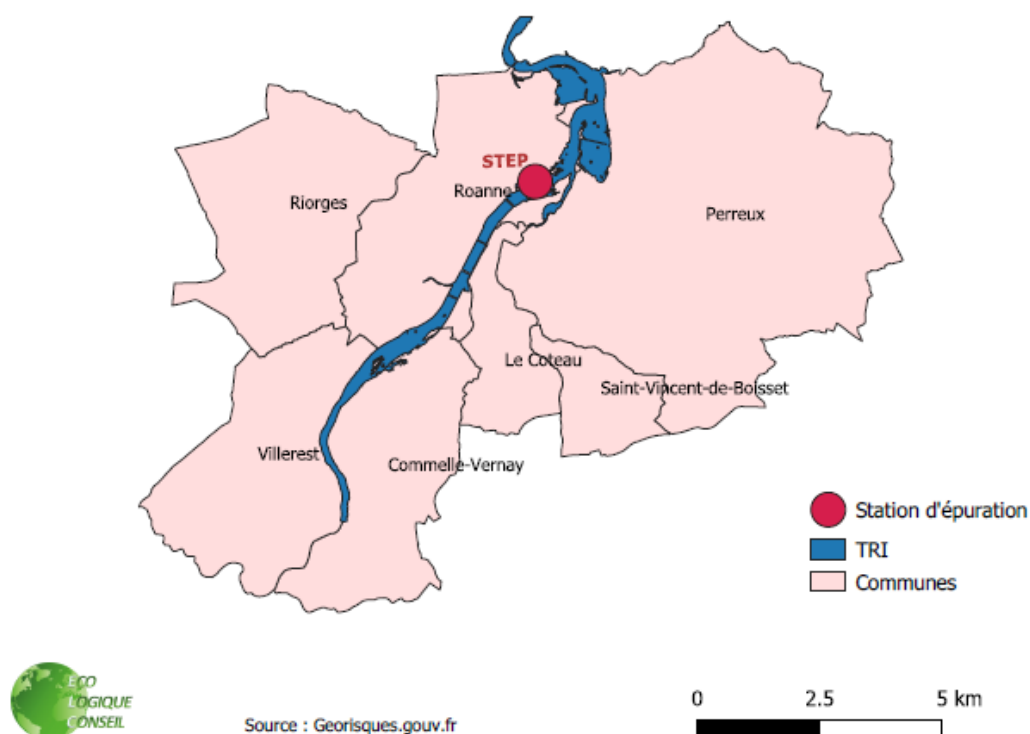 STEP
Roanne
Riorges
Perreux
Le Coteau
Saint-Vincent-de-Boisset
Villerest
Commelle-Vernay
Station d'épuration
TRI
Communes
ECO
LOGIQUE
CONSEIL
Source : Georisques.gouv.fr
0 2.5 5 km